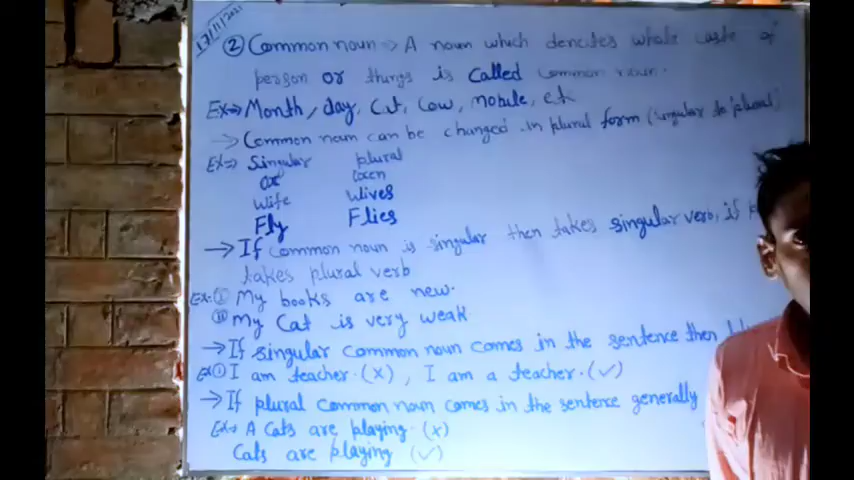 17/11/2021
② Common noun → A noun which denotes whole caste of
person or things is called common noun.
Ex→ Month, day, Cat, Cow, mobile, etc
→ Common noun can be changed in plural form (singular to plural)
Ex→ Singular plural
ox oxen
Wife Wives
Fly Flies
→ If common noun is singular then takes singular verb, if
takes plural verb
Ex: ① My books are new.
② My Cat is very weak
→ If singular common noun comes in the sentence then
Ex ① I am teacher. (×), I am a teacher. (✓)
→ If plural common noun comes in the sentence generally
Ex→ A Cats are playing. (×)
Cats are playing (✓)